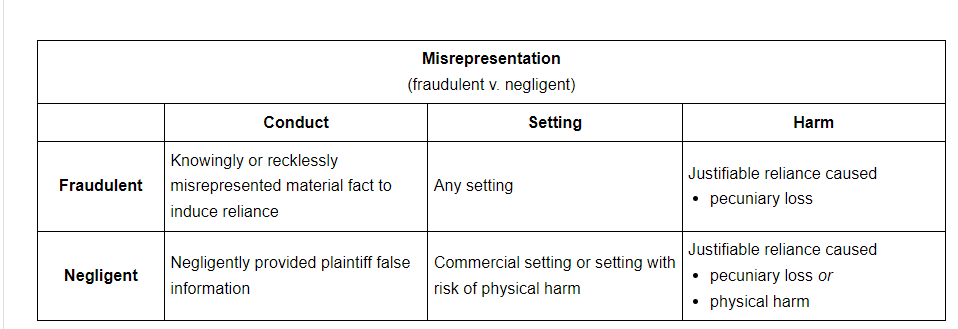 Misrepresentation
(fraudulent v. negligent)
Conduct
Setting
Harm
Fraudulent
Knowingly or recklessly
misrepresented material fact to
induce reliance
Any setting
Justifiable reliance caused
• pecuniary loss
Negligent
Negligently provided plaintiff false
information
Commercial setting or setting with
risk of physical harm
Justifiable reliance caused
• pecuniary loss or
• physical harm